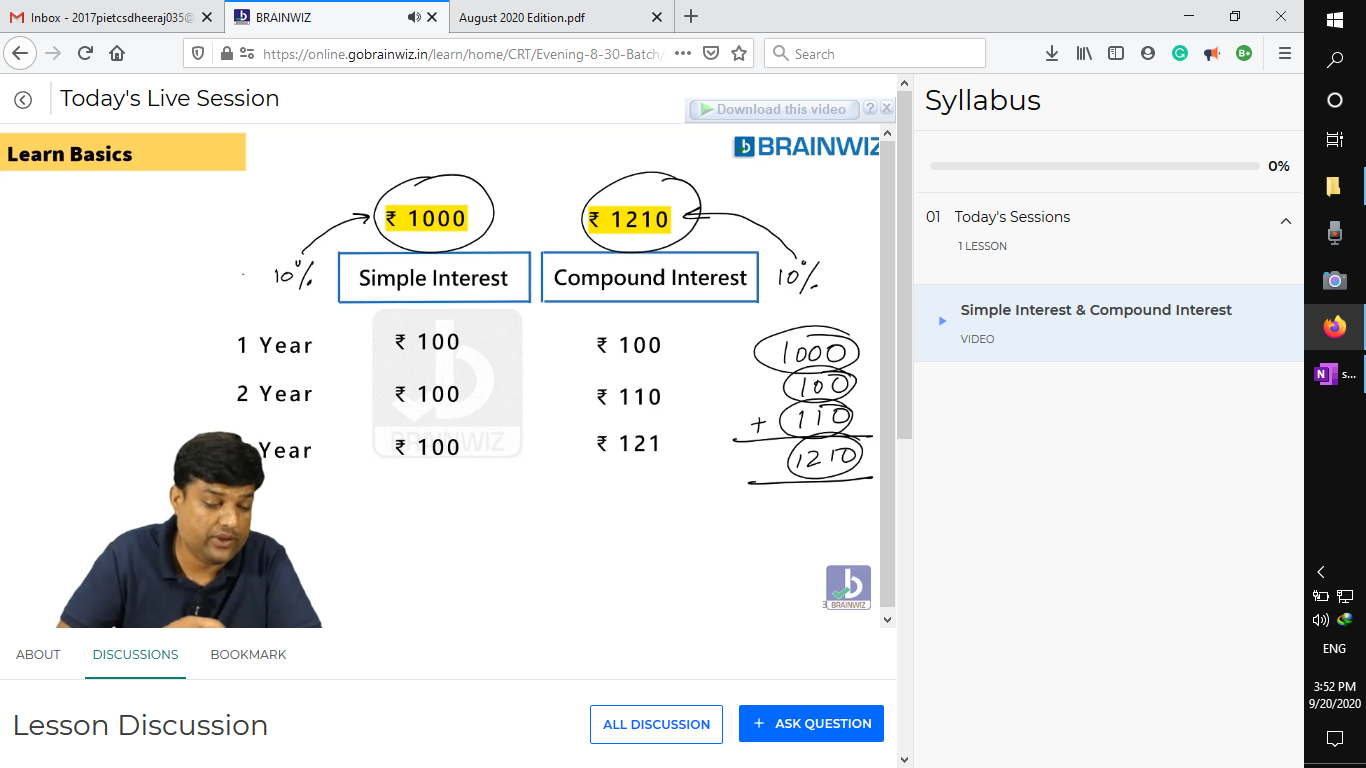 Inbox - 2017pietcsdheeraj035@
BRAINWIZ
August 2020 Edition.pdf
https://online.gobrainwiz.in/learn/home/CRT/Evening-8-30-Batch/
Search
Today's Live Session
Download this video
Learn Basics
BRAINWIZ
₹ 1000
₹ 1210
10%
Simple Interest
Compound Interest
10%
1 Year
₹ 100
₹ 100
1000
2 Year
₹ 100
₹ 110
100
+ 110
Year
₹ 100
₹ 121
1210
BRAINWIZ
BRAINWIZ
ABOUT
DISCUSSIONS
BOOKMARK
Lesson Discussion
ALL DISCUSSION
+ ASK QUESTION
Syllabus
0%
01 Today's Sessions
1 LESSON
Simple Interest & Compound Interest
VIDEO
N s...
ENG
3:52 PM
9/20/2020